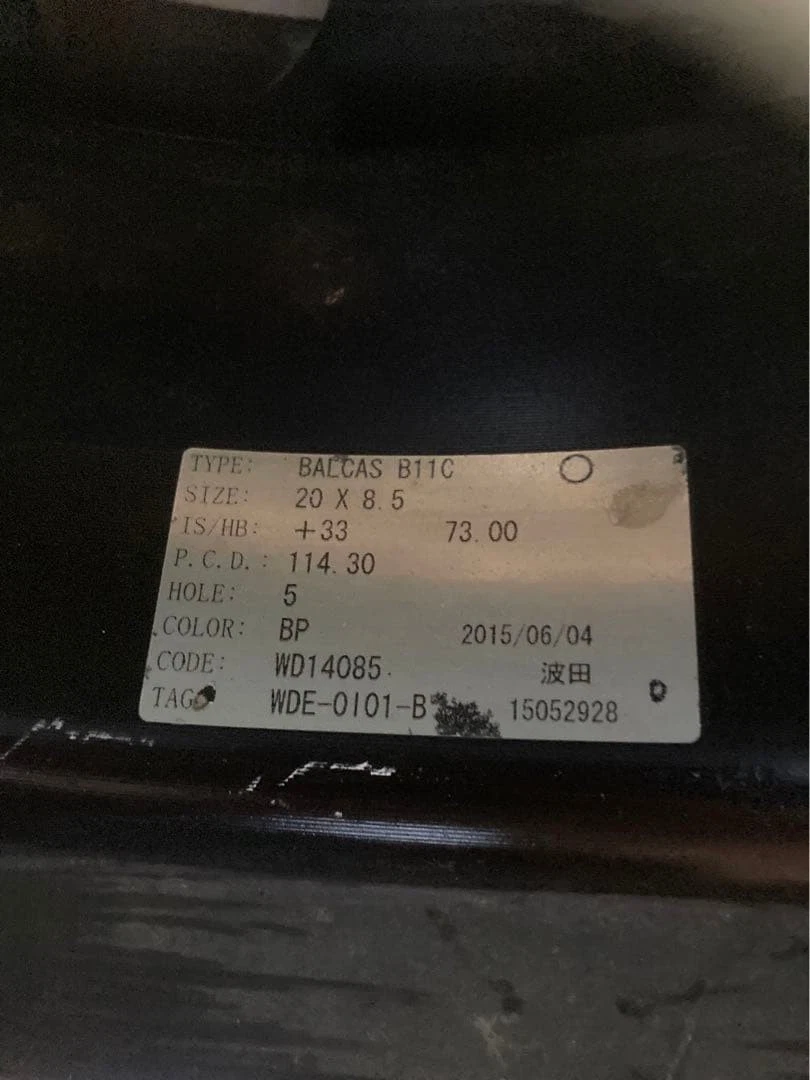 TYPE: BALCAS B11C ○
SIZE: 20 X 8.5
IS/HB: +33 73.00
P.C.D.: 114.30
HOLE: 5
COLOR: BP 2015/06/04
CODE: WD14085 波田
TAG WDE-0101-B 15052928